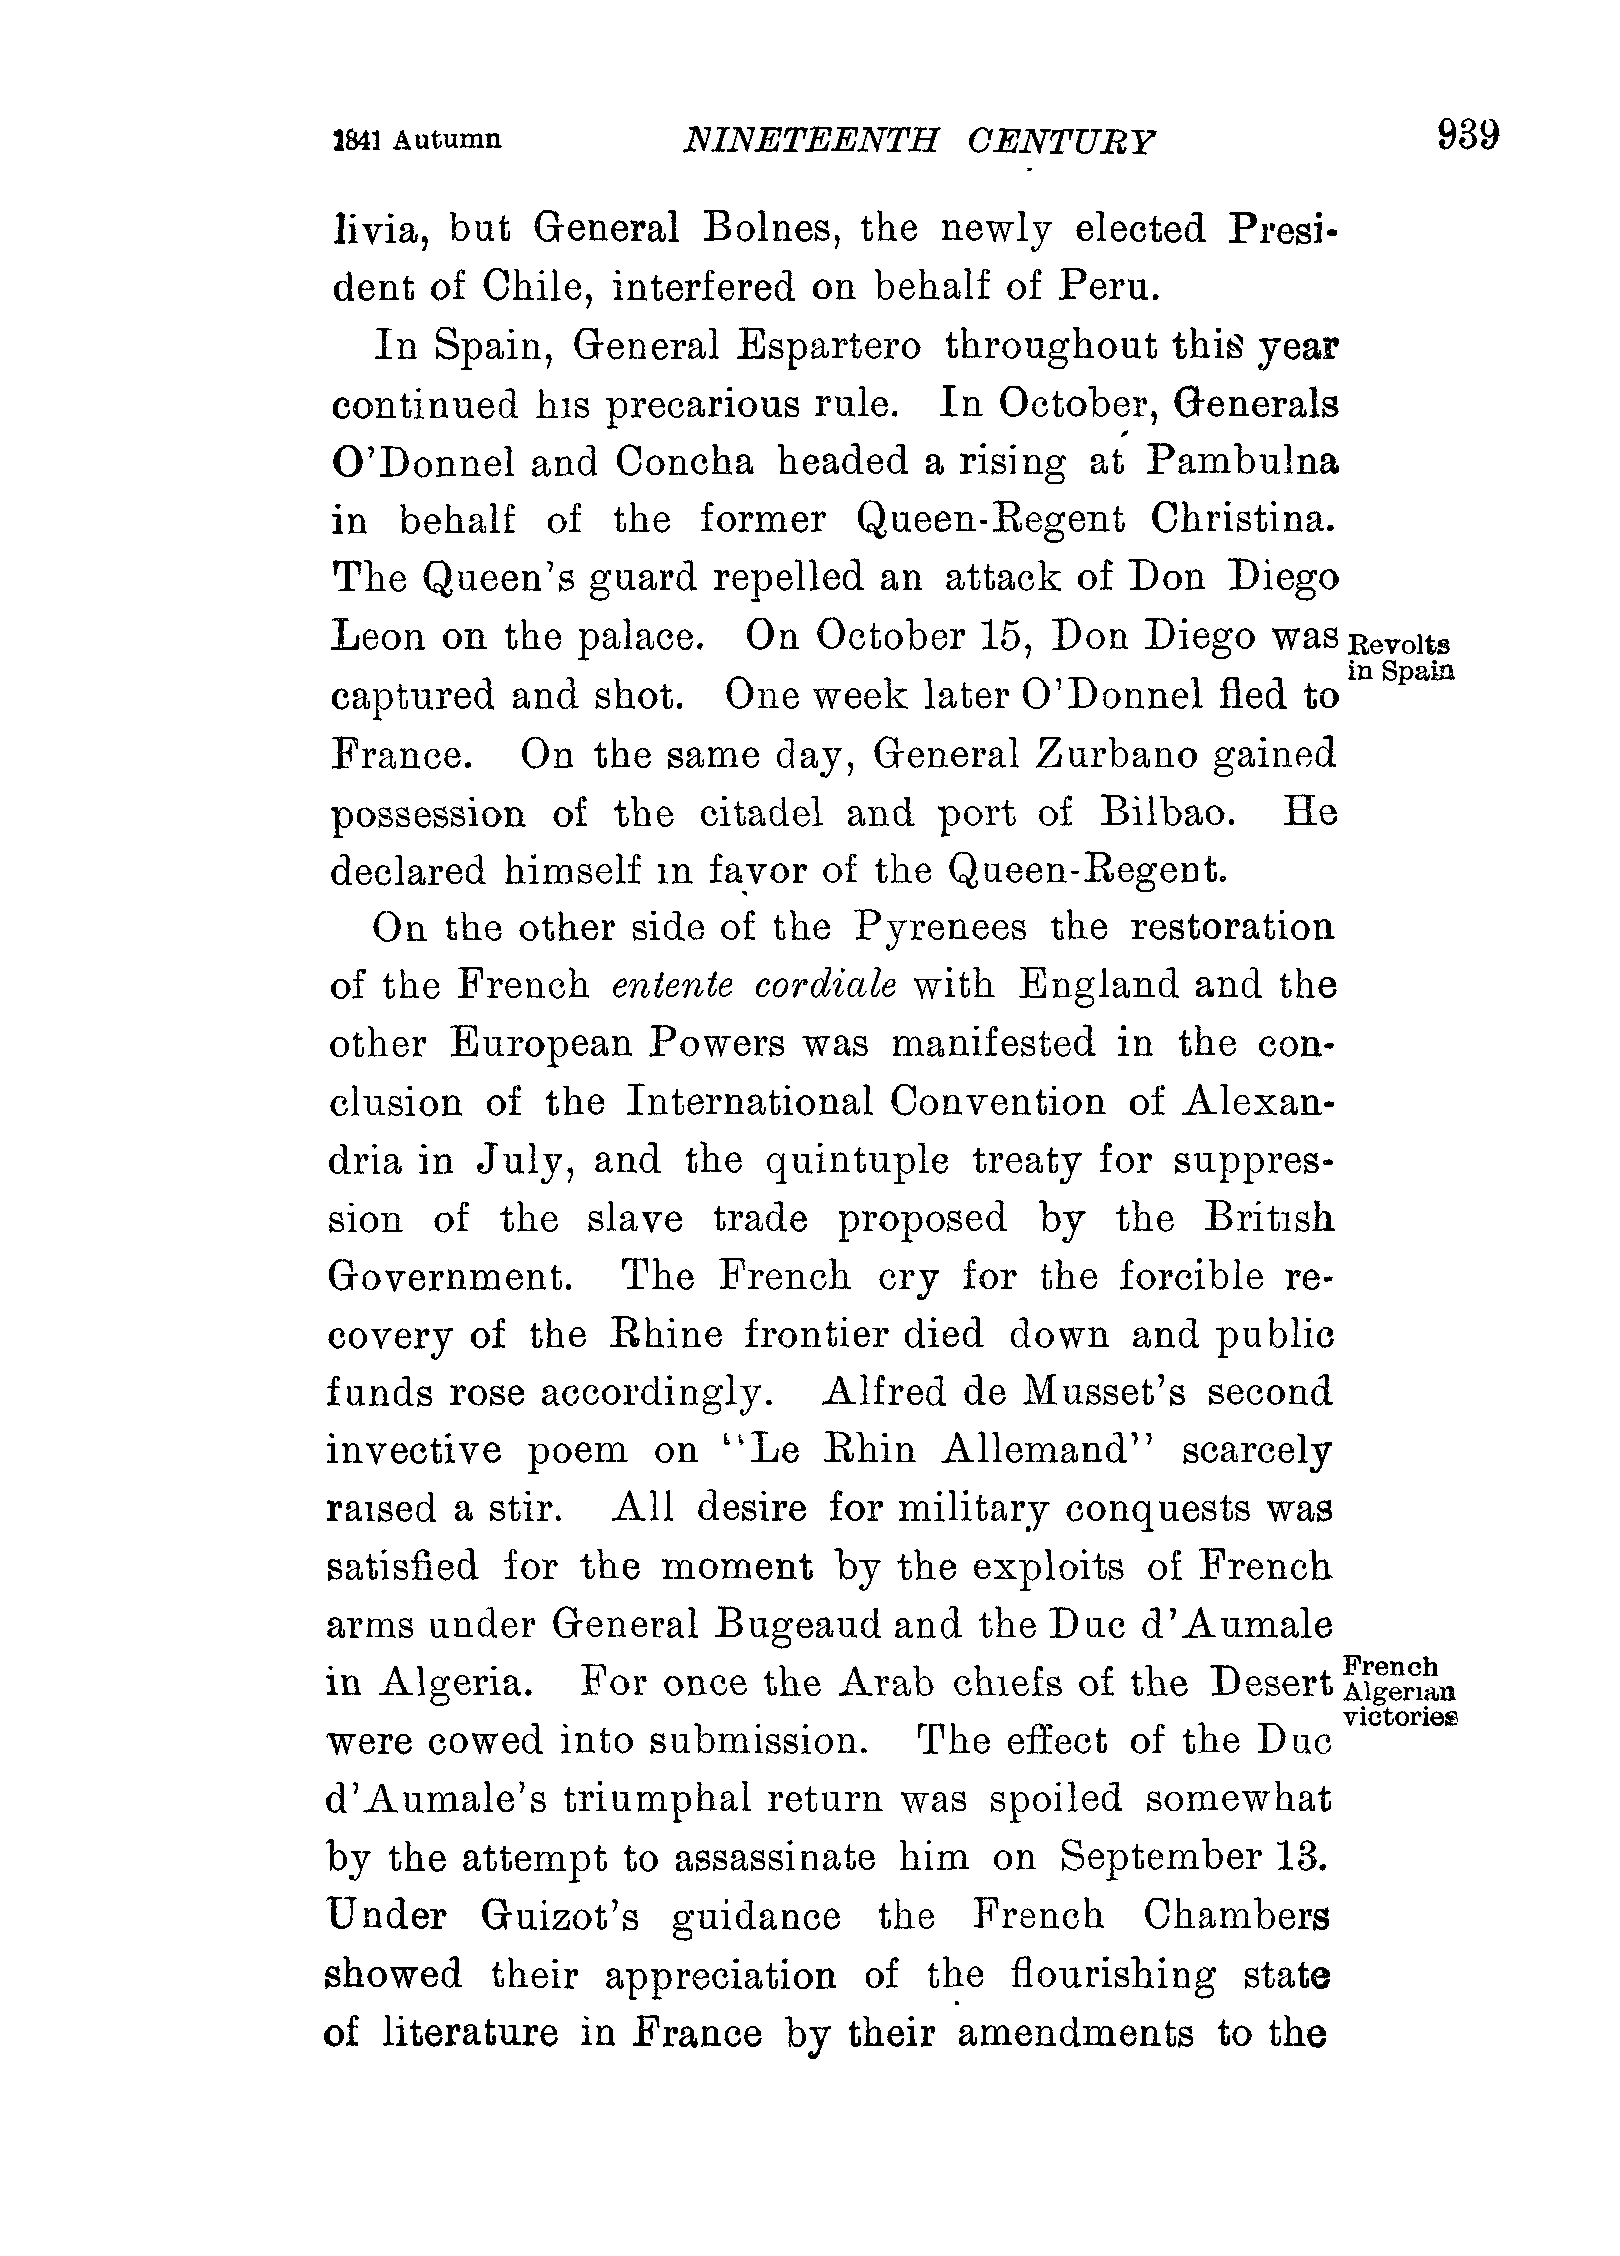 1841 Autumn NINETEENTH CENTURY 939
livia, but General Bolnes, the newly elected Presi-
dent of Chile, interfered on behalf of Peru.
In Spain, General Espartero throughout this year
continued his precarious rule. In October, Generals
O'Donnel and Concha headed a rising at Pambulna
in behalf of the former Queen-Regent Christina.
The Queen's guard repelled an attack of Don Diego
Leon on the palace. On October 15, Don Diego was
captured and shot. One week later O'Donnel fled to
Revolts
in Spain
France. On the same day, General Zurbano gained
possession of the citadel and port of Bilbao. He
declared himself in favor of the Queen-Regent.
On the other side of the Pyrenees the restoration
of the French entente cordiale with England and the
other European Powers was manifested in the con-
clusion of the International Convention of Alexan-
dria in July, and the quintuple treaty for suppres-
sion of the slave trade proposed by the British
Government. The French cry for the forcible re-
covery of the Rhine frontier died down and public
funds rose accordingly. Alfred de Musset's second
invective poem on "Le Rhin Allemand" scarcely
raised a stir. All desire for military conquests was
satisfied for the moment by the exploits of French
arms under General Bugeaud and the Duc d'Aumale
in Algeria. For once the Arab chiefs of the Desert
French
Algerian
victories
were cowed into submission. The effect of the Duc
d'Aumale's triumphal return was spoiled somewhat
by the attempt to assassinate him on September 13.
Under Guizot's guidance the French Chambers
showed their appreciation of the flourishing state
of literature in France by their amendments to the